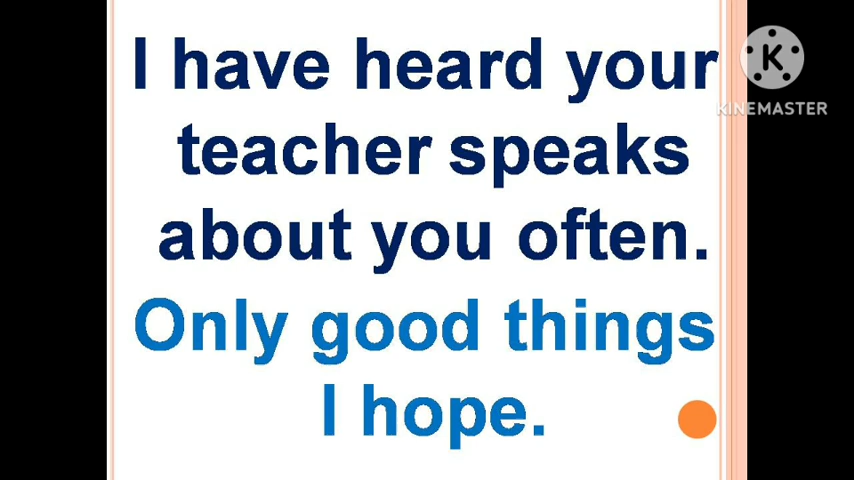 I have heard your
teacher speaks
about you often.
Only good things
I hope.
K
KINEMASTER